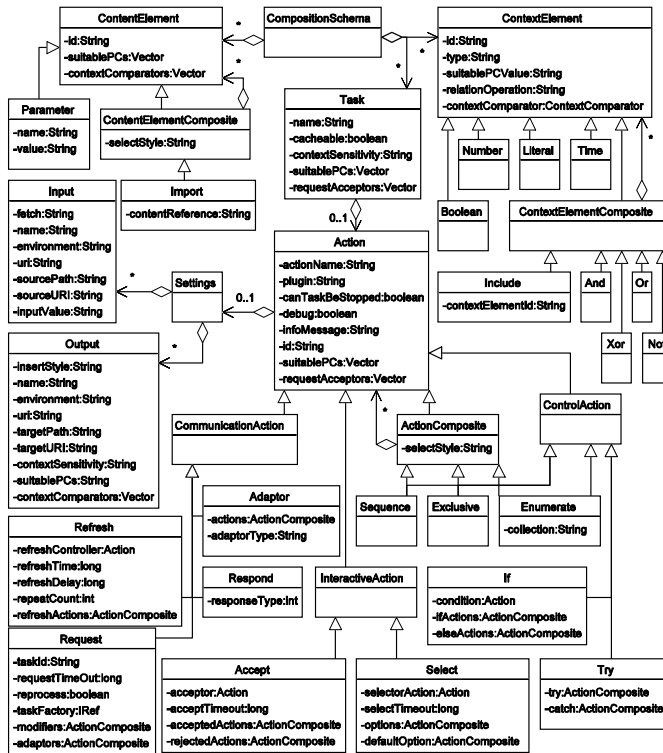 ContentElement
-id:String
-suitablePCs:Vector
-contextComparators:Vector
*
*
CompositionSchema
*
*
ContextElement
-id:String
-type:String
-suitablePCValue:String
-relationOperation:String
-contextComparator:ContextComparator
*
Parameter
-name:String
-value:String
ContentElementComposite
-selectStyle:String
Task
-name:String
-cacheable:boolean
-contextSensitivity:String
-suitablePCs:Vector
-requestAcceptors:Vector
0..1
Number
Literal
Time
Boolean
ContextElementComposite
Import
-contentReference:String
Input
-fetch:String
-name:String
-environment:String
-url:String
-sourcePath:String
-sourceURI:String
-inputValue:String
*
Settings
*
0..1
Action
-actionName:String
-plugin:String
-canTaskBeStopped:boolean
-debug:boolean
-infoMessage:String
-id:String
-suitablePCs:Vector
-requestAcceptors:Vector
*
Include
-contextElementId:String
And
Or
Xor
Not
Output
-insertStyle:String
-name:String
-environment:String
-url:String
-targetPath:String
-targetURI:String
-contextSensitivity:String
-suitablePCs:String
-contextComparators:Vector
CommunicationAction
ActionComposite
-selectStyle:String
ControlAction
Adaptor
-actions:ActionComposite
-adaptorType:String
Sequence
Exclusive
Enumerate
-collection:String
Refresh
-refreshController:Action
-refreshTime:long
-refreshDelay:long
-repeatCount:int
-refreshActions:ActionComposite
Respond
-responseType:int
InteractiveAction
If
-condition:Action
-ifActions:ActionComposite
-elseActions:ActionComposite
Request
-taskId:String
-requestTimeOut:long
-reprocess:boolean
-taskFactory:IRef
-modifiers:ActionComposite
-adaptors:ActionComposite
Accept
-acceptor:Action
-acceptTimeout:long
-acceptedActions:ActionComposite
-rejectedActions:ActionComposite
Select
-selectorAction:Action
-selectTimeout:long
-options:ActionComposite
-defaultOption:ActionComposite
Try
-try:ActionComposite
-catch:ActionComposite